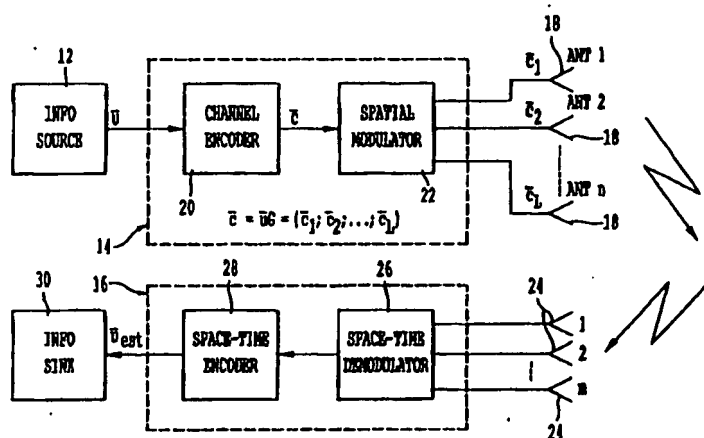 12
INFO
SOURCE
ū
CHANNEL
ENCODER
20
c̄
SPATIAL
MODULATOR
22
c̄1
18
ANT 1
c̄2
ANT 2
18
c̄L
ANT n
18
c̄ = ūG = (c̄1; c̄2; ...; c̄L)
14
30
INFO
SINK
ūest
16
28
SPACE-TIME
ENCODER
26
SPACE-TIME
DEMODULATOR
24
1
2
m
24